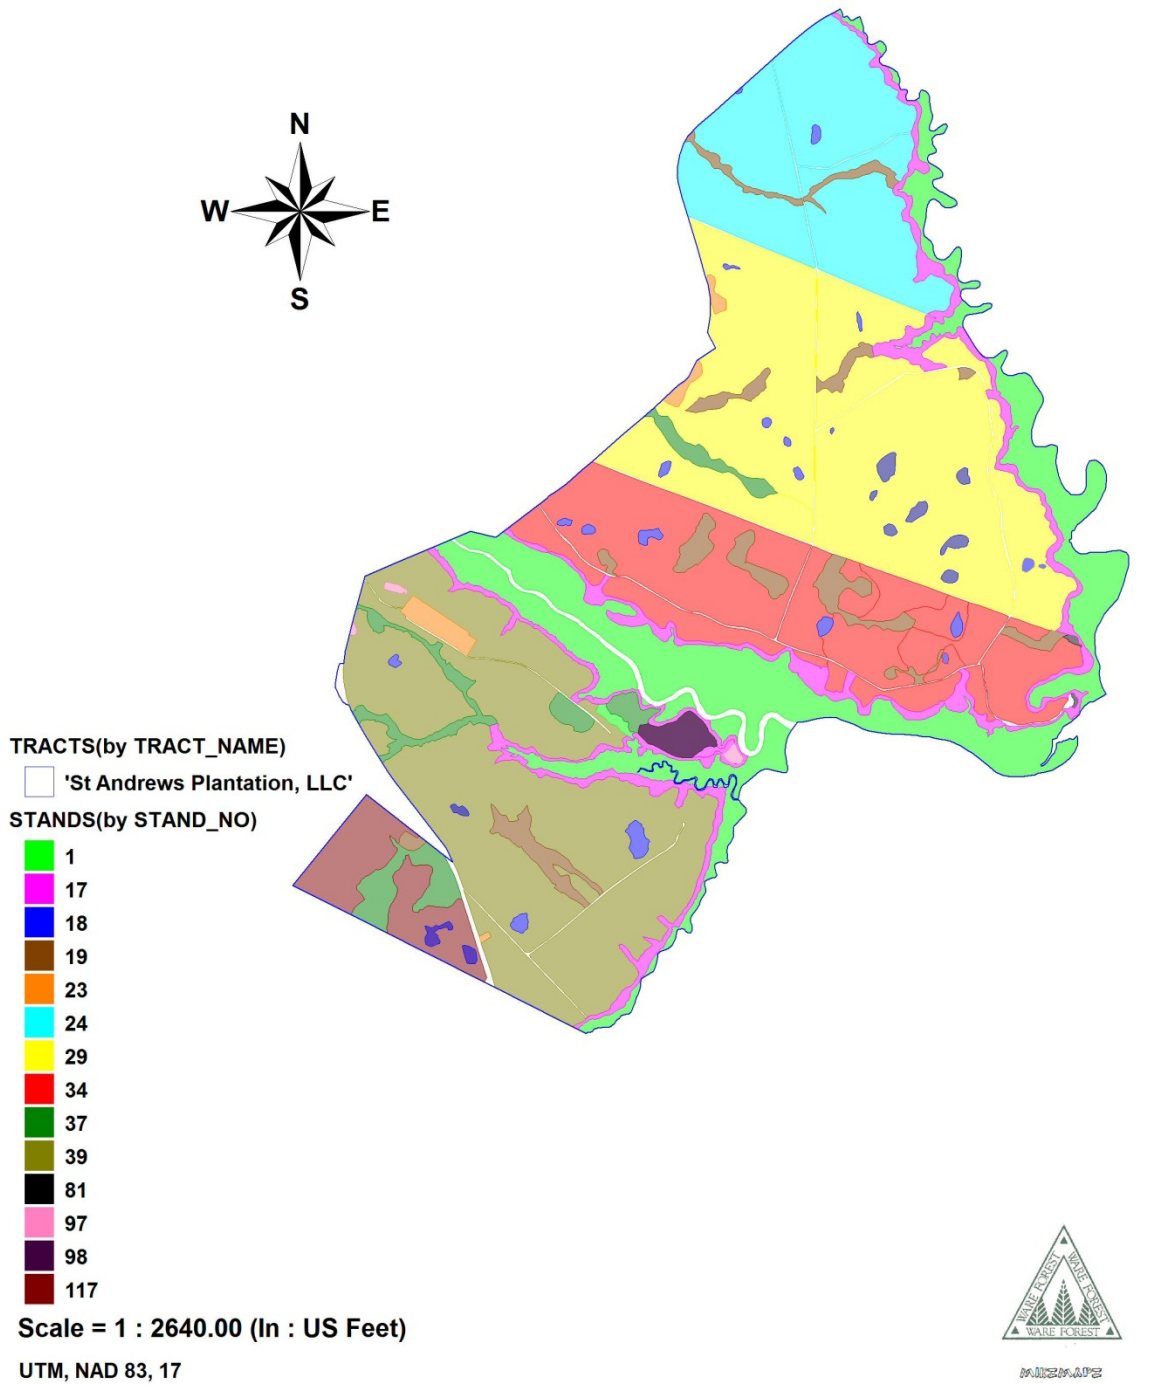 N
W E
S
TRACTS(by TRACT_NAME)
'St Andrews Plantation, LLC'
STANDS(by STAND_NO)
1
17
18
19
23
24
29
34
37
39
81
97
98
117
Scale = 1 : 2640.00 (In : US Feet)
UTM, NAD 83, 17
WARE FOREST
WARE FOREST
WARE FOREST
MIKEMAPZ